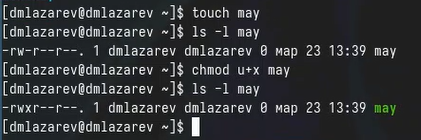 [dmlazarev@dmlazarev ~]$ touch may
[dmlazarev@dmlazarev ~]$ ls -l may
-rw-r--r--. 1 dmlazarev dmlazarev 0 мар 23 13:39 may
[dmlazarev@dmlazarev ~]$ chmod u+x may
[dmlazarev@dmlazarev ~]$ ls -l may
-rwxr--r--. 1 dmlazarev dmlazarev 0 мар 23 13:39 may
[dmlazarev@dmlazarev ~]$